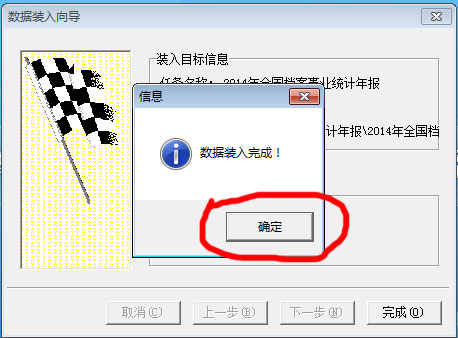 数据装入向导
装入目标信息
任务名称: 2014年全国档案事业统计年报
信息
计年报\2014年全国档
数据装入完成！
确定
取消(C)
上一步(B)
下一步(N)
完成(O)